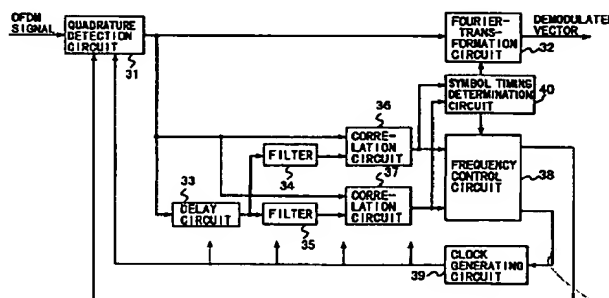 OFDM
SIGNAL
QUADRATURE
DETECTION
CIRCUIT
31
FOURIER-
TRANS-
FORMATION
CIRCUIT
32
DEMODULATED
VECTOR
SYMBOL TIMING
DETERMINATION
CIRCUIT
40
36
CORRE-
LATION
CIRCUIT
FILTER
34
37
CORRE-
LATION
CIRCUIT
33
DELAY
CIRCUIT
FILTER
35
FREQUENCY
CONTROL
CIRCUIT
38
CLOCK
GENERATING
CIRCUIT
39